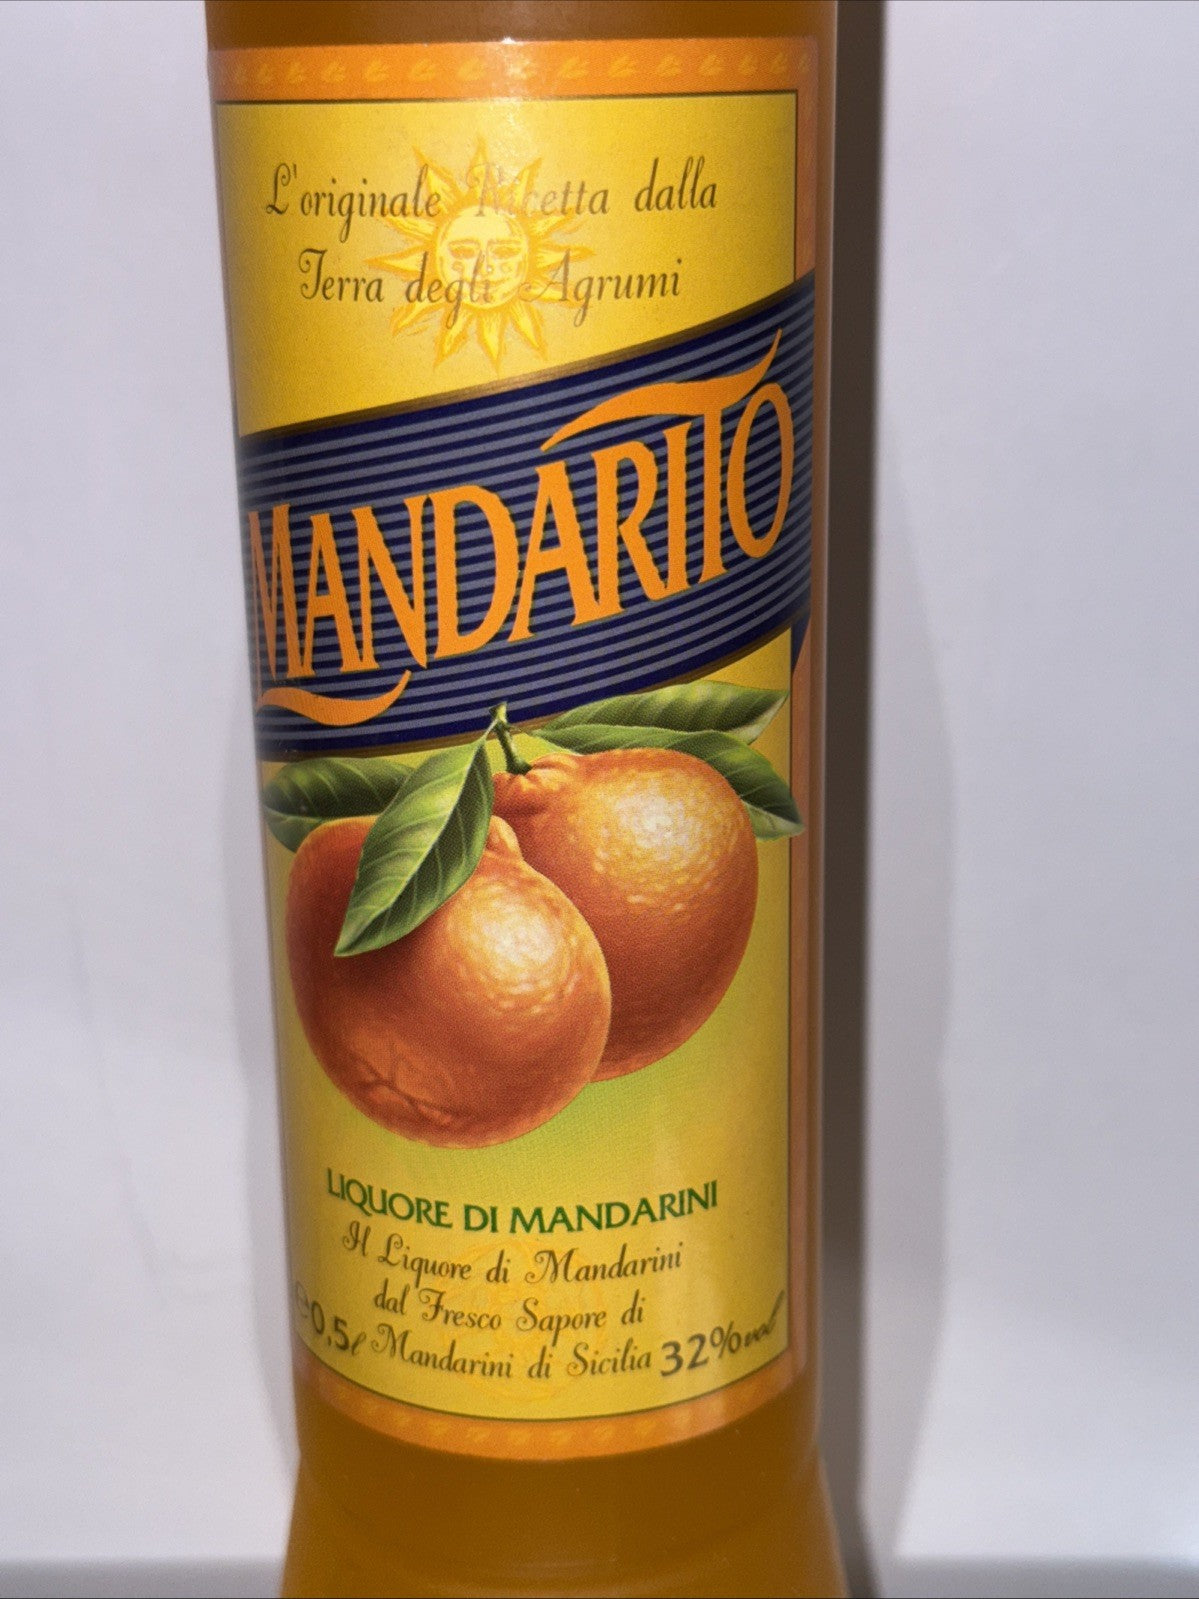 L'originale Ricetta dalla
Terra degli Agrumi
MANDARITO
LIQUORE DI MANDARINI
Il Liquore di Mandarini
dal Fresco Sapore di
Mandarini di Sicilia
e0,5l
32%vol